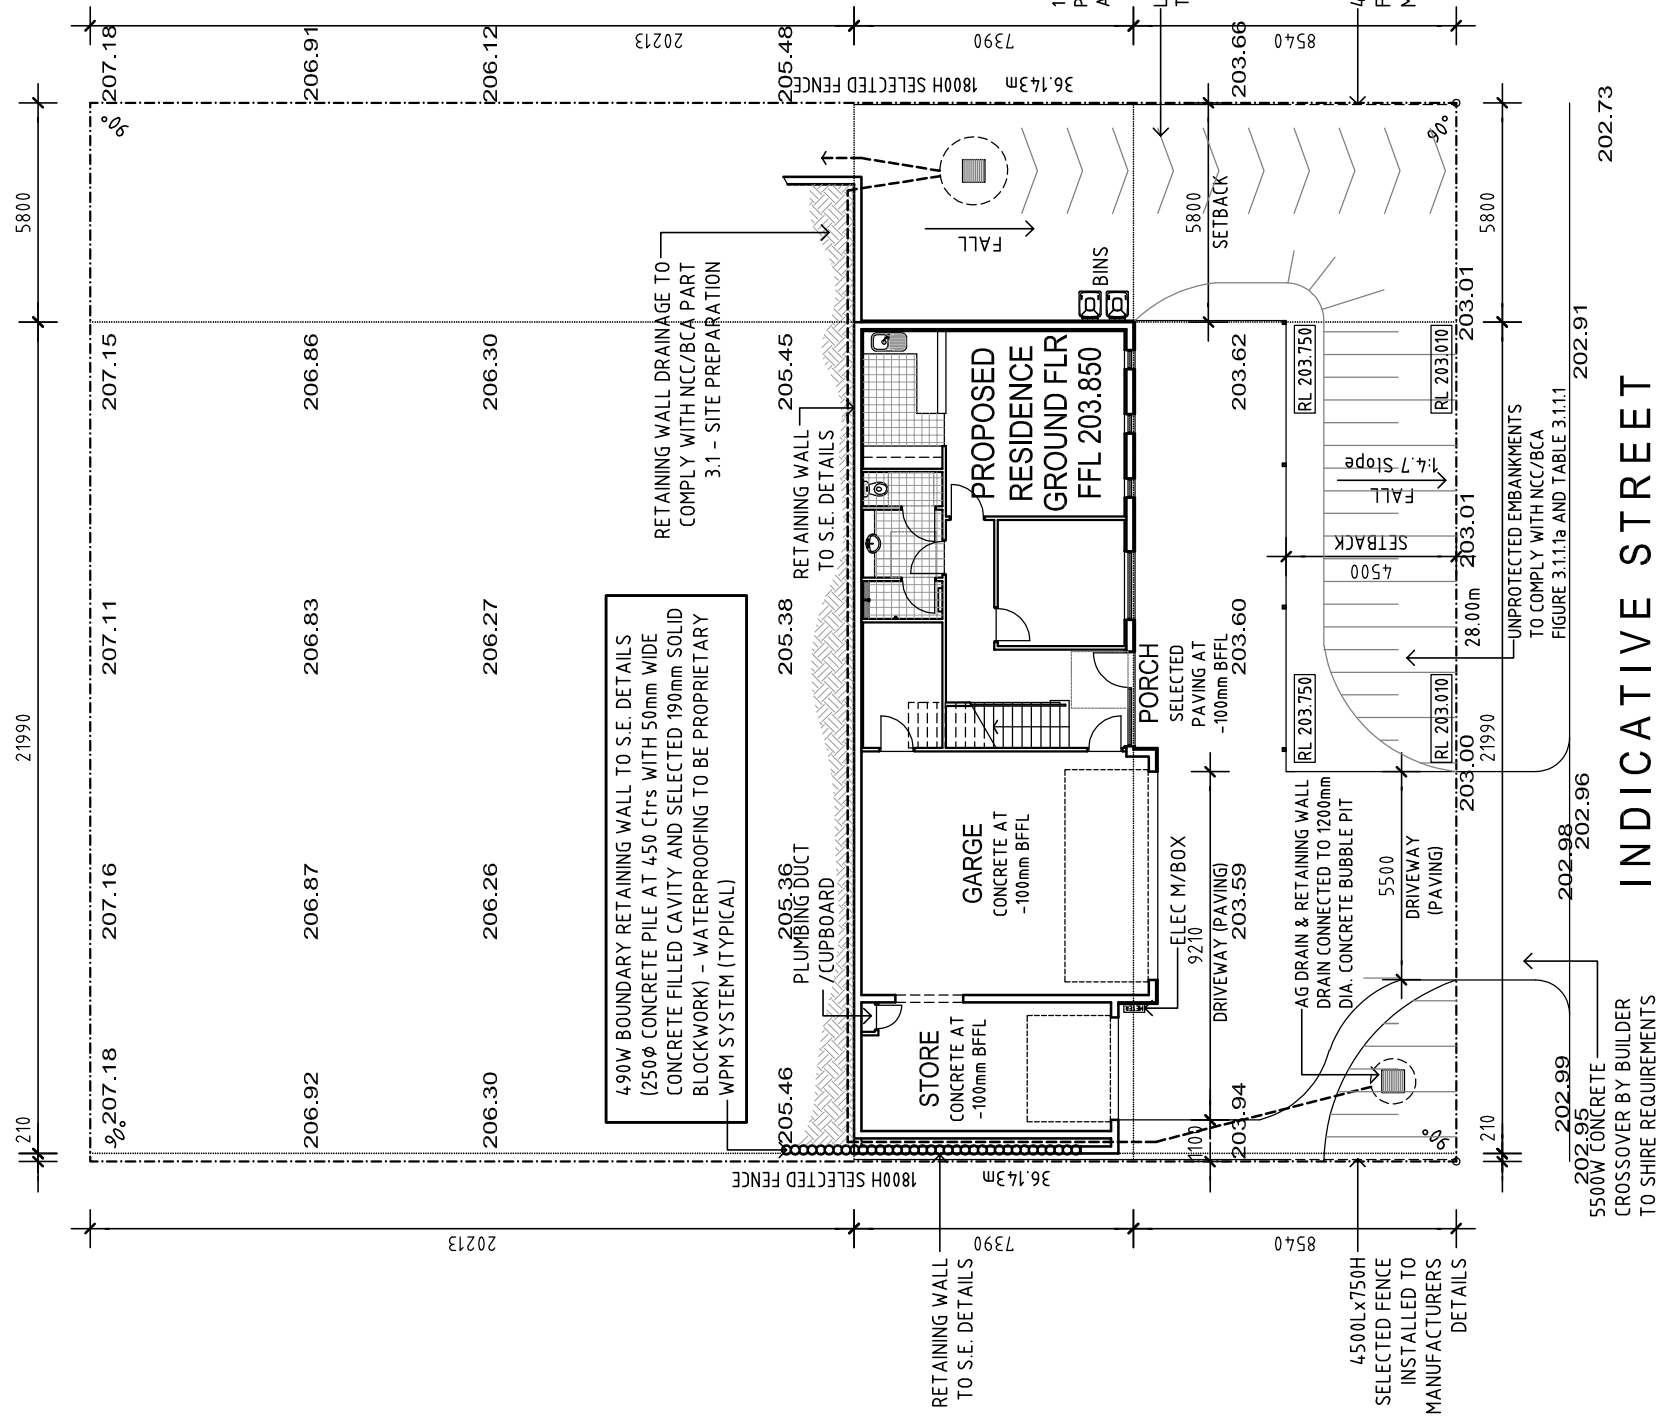 207.18
206.91
206.12
205.48
203.66
202.73
20213
7390
8540
1800H SELECTED FENCE 36.143m
90°
90°
5800
5800
SETBACK
5800
FALL
BINS
RETAINING WALL DRAINAGE TO
COMPLY WITH NCC/BCA PART
3.1 - SITE PREPARATION
207.15
206.86
206.30
205.45
203.62
203.01
202.91
RETAINING WALL
TO S.E. DETAILS
PROPOSED
RESIDENCE
GROUND FLR
FFL 203.850
RL 203.750
RL 203.010
1:4.7 Slope
FALL
SETBACK
4500
203.01
28.00m
UNPROTECTED EMBANKMENTS
TO COMPLY WITH NCC/BCA
FIGURE 3.1.1.1a AND TABLE 3.1.1.1
21990
207.11
206.83
206.27
205.38
203.60
490W BOUNDARY RETAINING WALL TO S.E. DETAILS
(250Ø CONCRETE PILE AT 450 Ctrs WITH 50mm WIDE
CONCRETE FILLED CAVITY AND SELECTED 190mm SOLID
BLOCKWORK) - WATERPROOFING TO BE PROPRIETARY
WPM SYSTEM (TYPICAL)
PORCH
SELECTED
PAVING AT
-100mm BFFL
RL 203.750
RL 203.010
203.00
21990
207.16
206.87
206.26
205.36
203.59
202.98
202.96
PLUMBING DUCT
/CUPBOARD
GARGE
CONCRETE AT
-100mm BFFL
ELEC M/BOX
9210
DRIVEWAY (PAVING)
AG DRAIN & RETAINING WALL
DRAIN CONNECTED TO 1200mm
DIA. CONCRETE BUBBLE PIT
5500
DRIVEWAY
(PAVING)
STORE
CONCRETE AT
-100mm BFFL
METER
207.18
206.92
206.30
205.46
203.94
202.99
202.95
210
90°
90°
1100
210
1800H SELECTED FENCE 36.143m
20213
7390
8540
RETAINING WALL
TO S.E. DETAILS
4500Lx750H
SELECTED FENCE
INSTALLED TO
MANUFACTURERS
DETAILS
5500W CONCRETE
CROSSOVER BY BUILDER
TO SHIRE REQUIREMENTS
INDICATIVE STREET